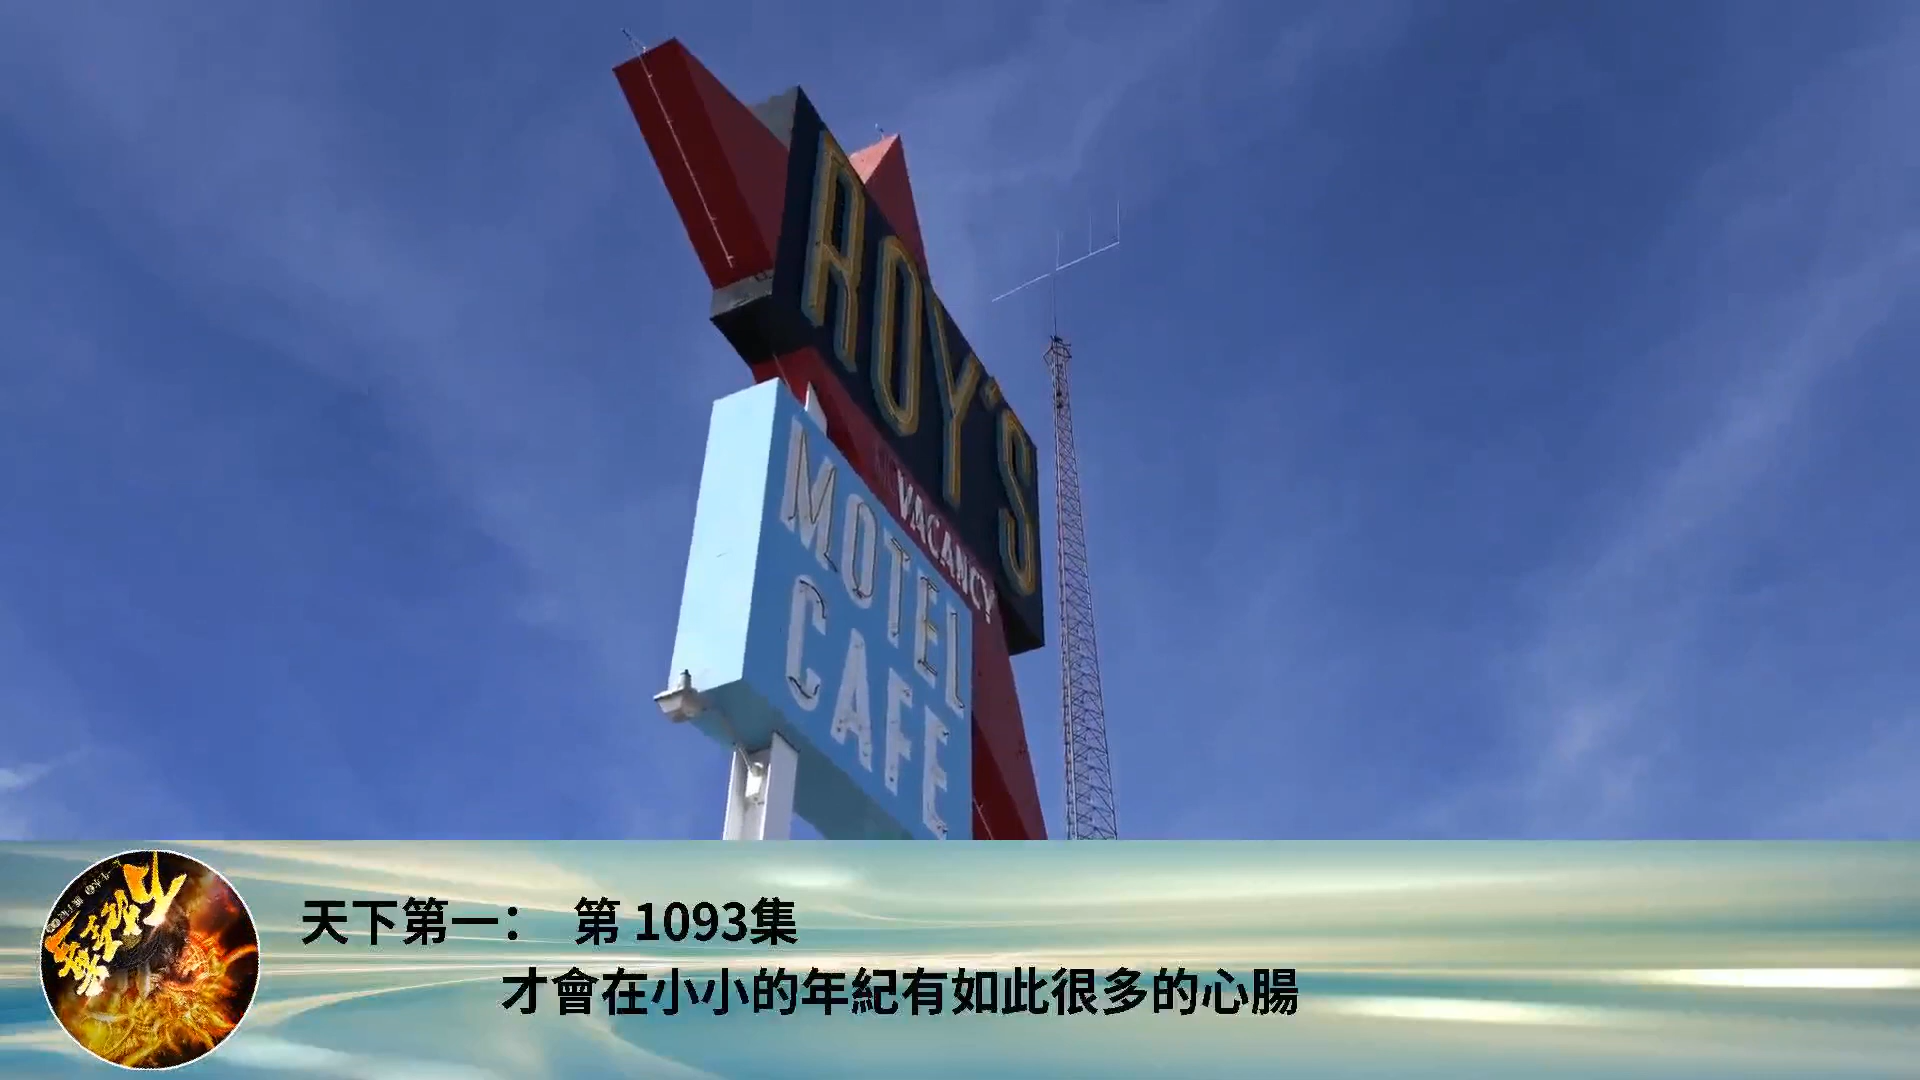 ROY'S
VACANCY
MOTEL
CAFE
天下第一： 第 1093集
才會在小小的年紀有如此很多的心腸